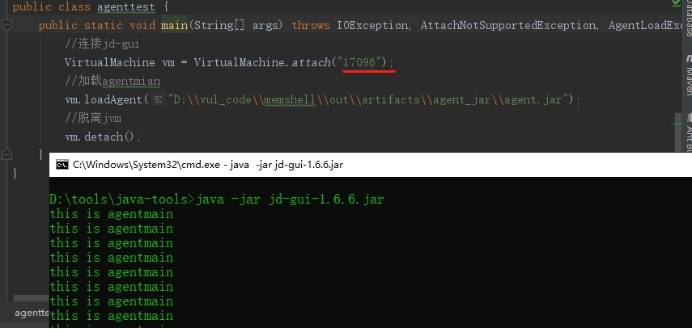 public class agenttest {
public static void main(String[] args) throws IOException, AttachNotSupportedException, AgentLoadExc
//连接jd-gui
VirtualMachine vm = VirtualMachine.attach("17096");
//加载agentmian
vm.loadAgent( s: "D:\\vul_code\\memshell\\out\\artifacts\\agent_jar\\agent.jar");
//脱离jvm
vm.detach();
}
}
C:\Windows\System32\cmd.exe - java -jar jd-gui-1.6.6.jar
D:\tools\java-tools>java -jar jd-gui-1.6.6.jar
this is agentmain
this is agentmain
this is agentmain
this is agentmain
this is agentmain
this is agentmain
this is agentmain
this is agentmain
agentte
Database
Maven